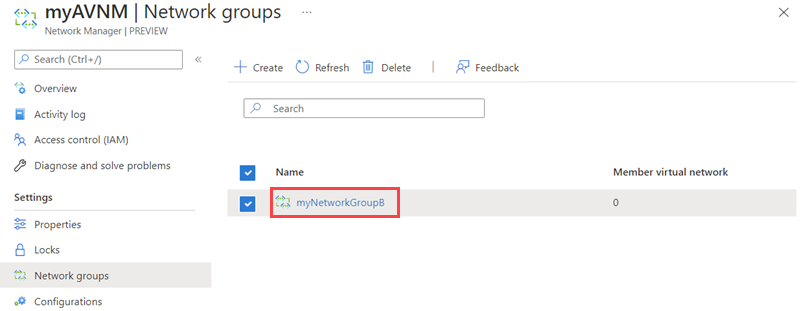 myAVNM | Network groups ...
Network Manager | PREVIEW
Search (Ctrl+/) «
Overview
Activity log
Access control (IAM)
Diagnose and solve problems
Settings
Properties
Locks
Network groups
Configurations
Create Refresh Delete | Feedback
Search
Name Member virtual network
myNetworkGroupB 0